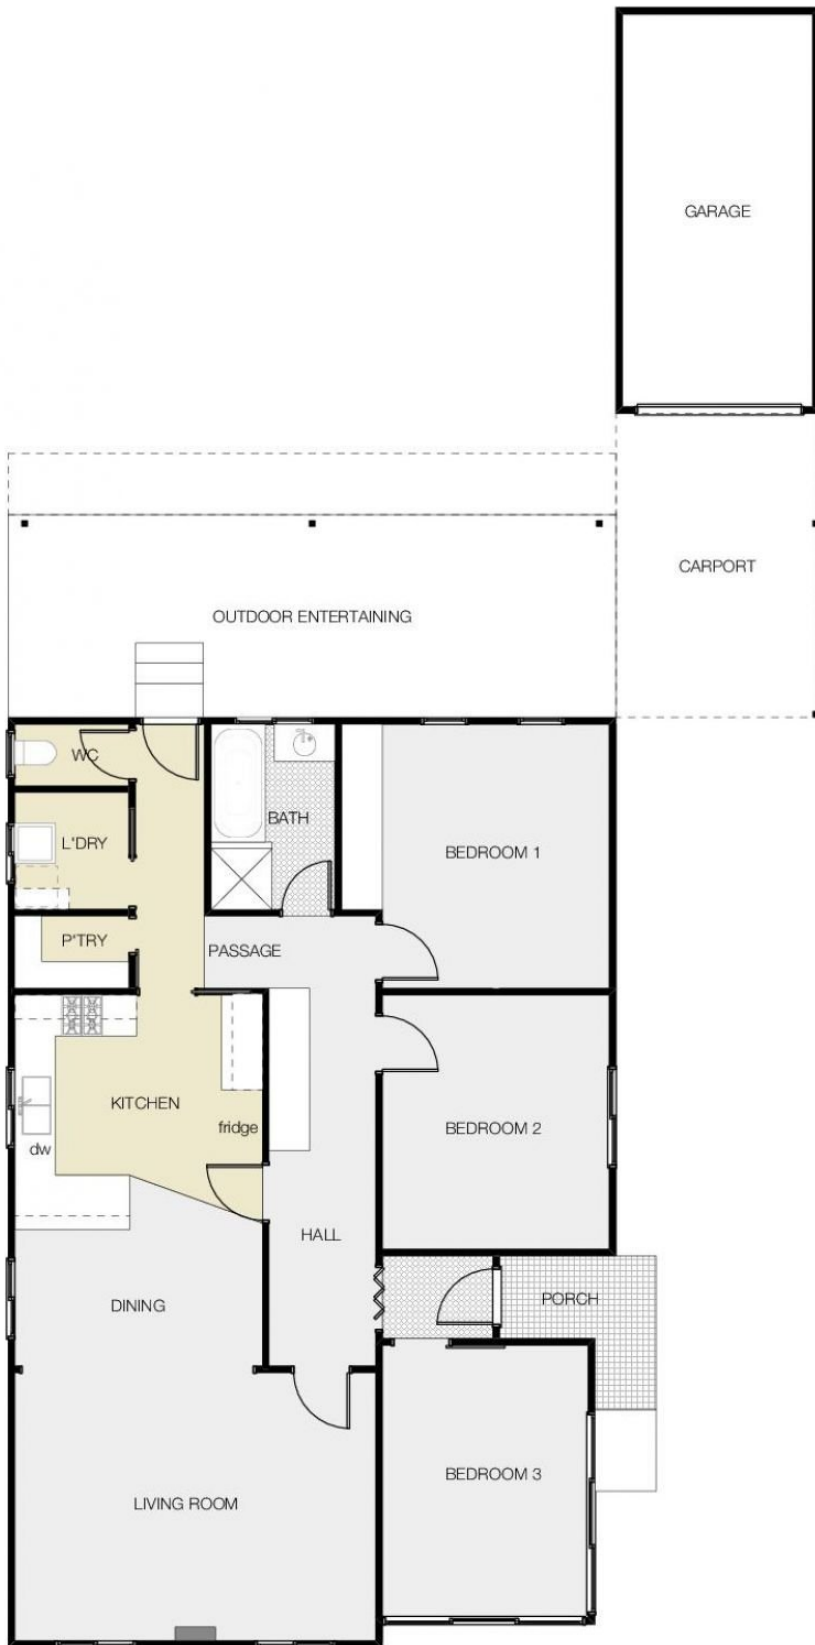 GARAGE
CARPORT
OUTDOOR ENTERTAINING
WC
BATH
L'DRY
BEDROOM 1
P'TRY
PASSAGE
KITCHEN
fridge
BEDROOM 2
dw
HALL
DINING
PORCH
BEDROOM 3
LIVING ROOM